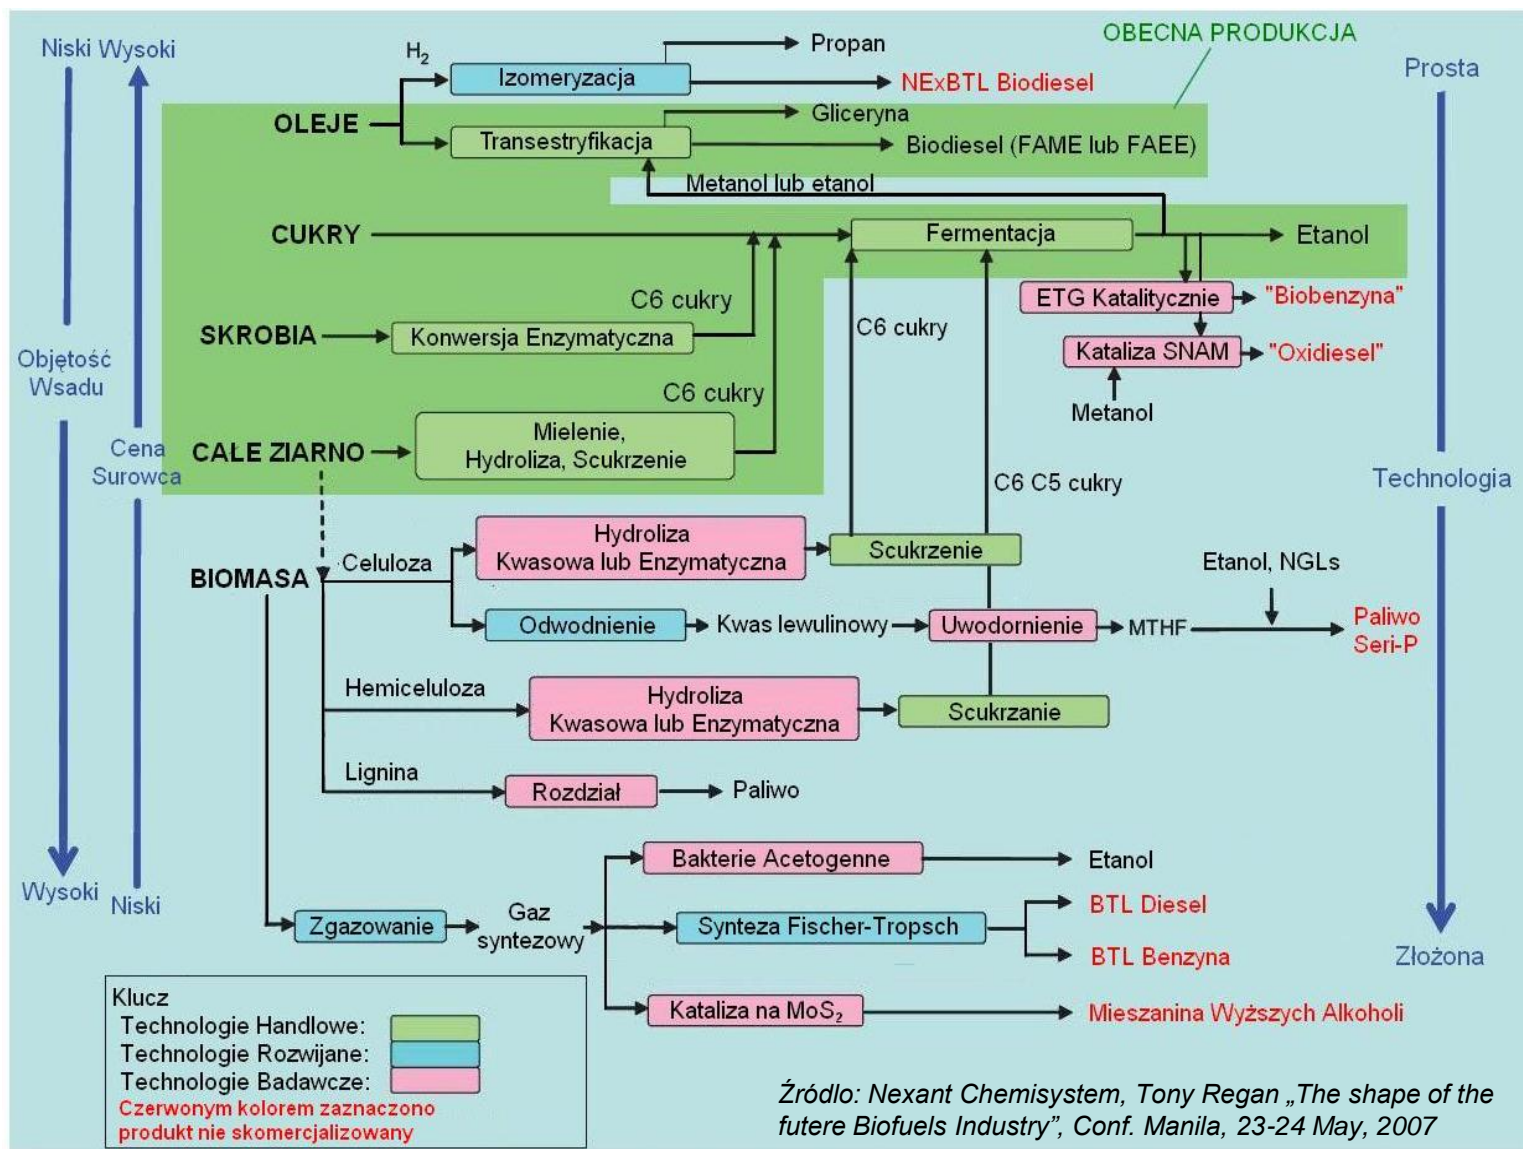 Niski Wysoki
H₂
Izomeryzacja
Propan
NExBTL Biodiesel
OBECNA PRODUKCJA
Prosta
OLEJE
Transestryfikacja
Gliceryna
Biodiesel (FAME lub FAEE)
Metanol lub etanol
CUKRY
Fermentacja
Etanol
C6 cukry
ETG Katalitycznie
"Biobenzyna"
SKROBIA
Konwersja Enzymatyczna
C6 cukry
Kataliza SNAM
"Oxidiesel"
Objętość
Wsadu
C6 cukry
Metanol
CAŁE ZIARNO
Mielenie,
Hydroliza, Scukrzenie
Cena
Surowca
C6 C5 cukry
Technologia
BIOMASA
Celuloza
Hydroliza
Kwasowa lub Enzymatyczna
Scukrzenie
Etanol, NGLs
Odwodnienie
Kwas lewulinowy
Uwodornienie
MTHF
Paliwo
Seri-P
Hemiceluloza
Hydroliza
Kwasowa lub Enzymatyczna
Scukrzanie
Lignina
Rozdział
Paliwo
Wysoki
Niski
Bakterie Acetogenne
Etanol
Zgazowanie
Gaz
syntezowy
Synteza Fischer-Tropsch
BTL Diesel
BTL Benzyna
Złożona
Kataliza na MoS₂
Mieszanina Wyższych Alkoholi
Klucz
Technologie Handlowe:
Technologie Rozwijane:
Technologie Badawcze:
Czerwonym kolorem zaznaczono
produkt nie skomercjalizowany
Źródlo: Nexant Chemisystem, Tony Regan „The shape of the
futere Biofuels Industry”, Conf. Manila, 23-24 May, 2007